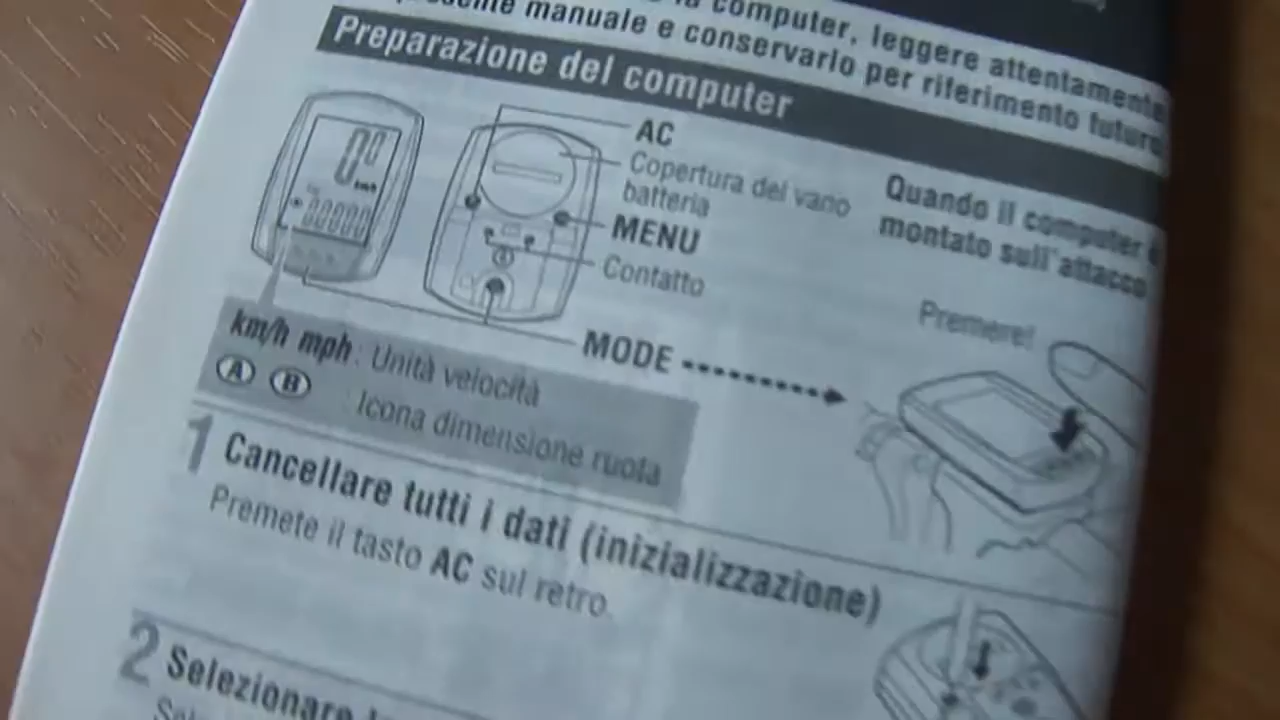 computer, leggere attentamente
manuale e conservarlo per riferimento futuro
Preparazione del computer
AC
Copertura del vano
batteria
MENU
Contatto
MODE
Quando il computer è
montato sull'attacco
Premere!
km/h mph : Unità velocità
A B Icona dimensione ruota
1 Cancellare tutti i dati (inizializzazione)
Premete il tasto AC sul retro.
2 Selezionare